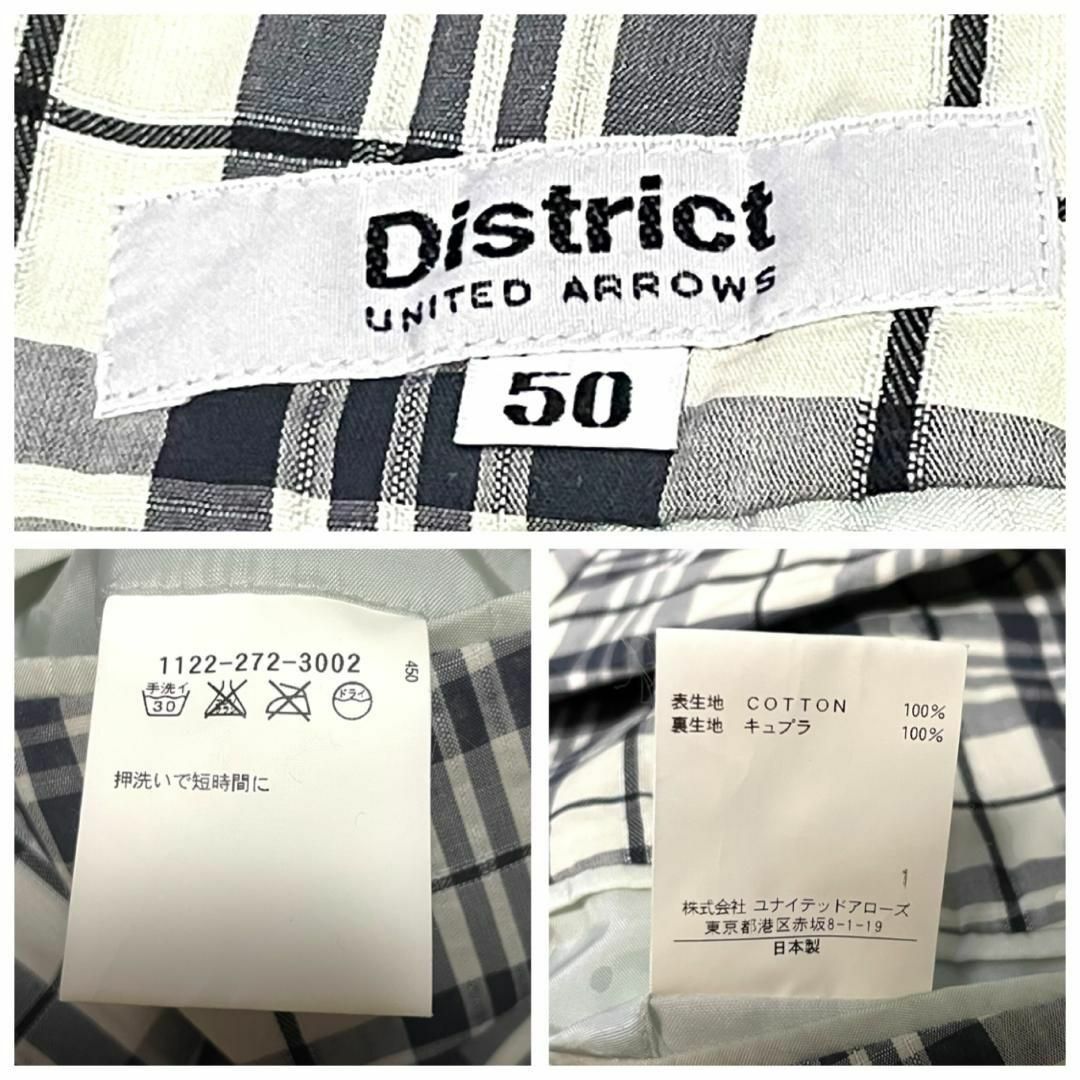 District
UNITED ARROWS
50
1122-272-3002
450
手洗イ
30
ドライ
押洗いで短時間に
表生地 COTTON 100%
裏生地 キュプラ 100%
1
株式会社 ユナイテッドアローズ
東京都港区赤坂8-1-19
日本製